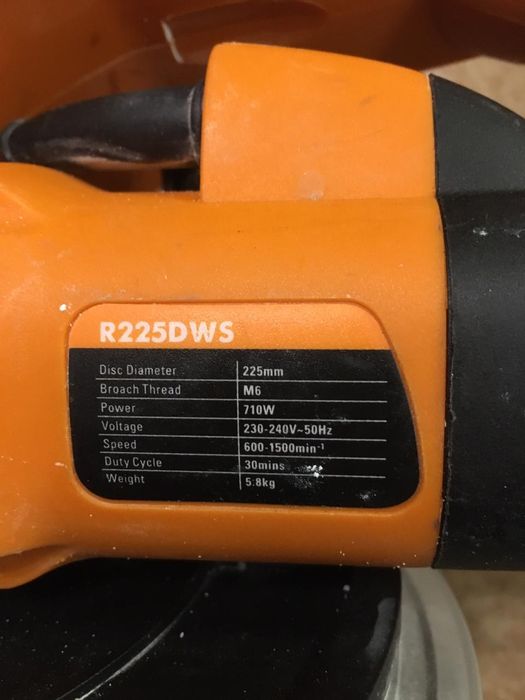 R225DWS
Disc Diameter 225mm
Broach Thread M6
Power 710W
Voltage 230-240V~50Hz
Speed 600-1500min⁻¹
Duty Cycle 30mins
Weight 5.8kg